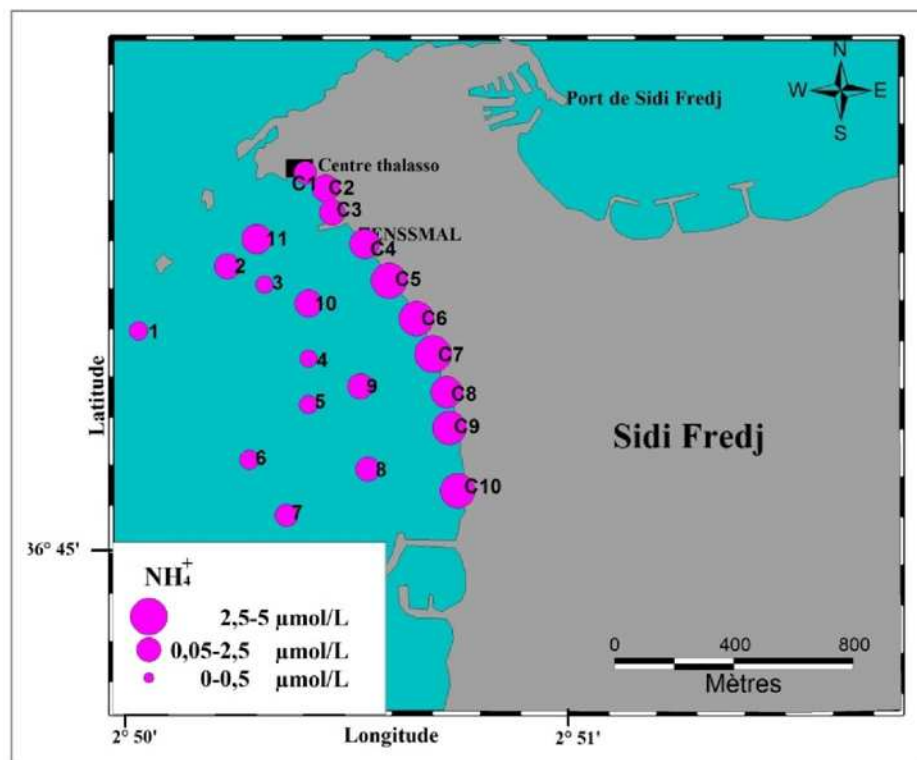 N
W E
S
Port de Sidi Fredj
Centre thalasso
C1
C2
C3
ENSSMAL
C4
11
2
3
C5
10
C6
1
C7
4
9
C8
5
C9
6
8
C10
7
Sidi Fredj
Latitude
36° 45'
NH4+
2,5-5 µmol/L
0,05-2,5 µmol/L
0-0,5 µmol/L
0 400 800
Mètres
2° 50' Longitude 2° 51'